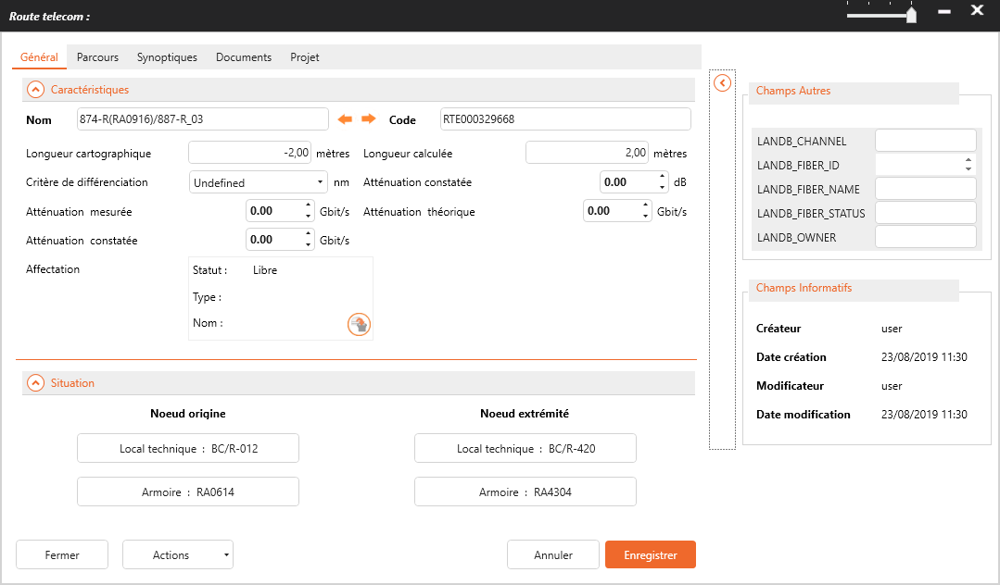 Route telecom :
Général Parcours Synoptiques Documents Projet
Caractéristiques
Nom 874-R(RA0916)/887-R_03 Code RTE000329668
Longueur cartographique -2,00 mètres Longueur calculée 2,00 mètres
Critère de différenciation Undefined nm Atténuation constatée 0.00 dB
Atténuation mesurée 0.00 Gbit/s Atténuation théorique 0.00 Gbit/s
Atténuation constatée 0.00 Gbit/s
Affectation Statut : Libre
Type :
Nom :
Situation
Noeud origine Noeud extrémité
Local technique : BC/R-012 Local technique : BC/R-420
Armoire : RA0614 Armoire : RA4304
Fermer Actions Annuler Enregistrer
Champs Autres
LANDB_CHANNEL
LANDB_FIBER_ID
LANDB_FIBER_NAME
LANDB_FIBER_STATUS
LANDB_OWNER
Champs Informatifs
Créateur user
Date création 23/08/2019 11:30
Modificateur user
Date modification 23/08/2019 11:30